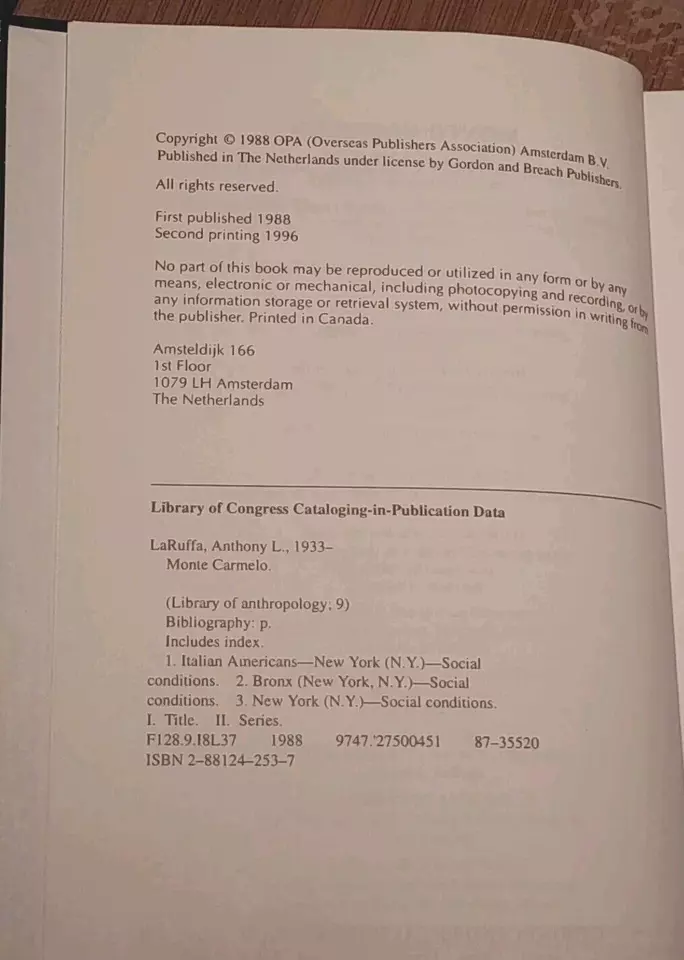 Copyright © 1988 OPA (Overseas Publishers Association) Amsterdam B.V.
Published in The Netherlands under license by Gordon and Breach Publishers.
All rights reserved.
First published 1988
Second printing 1996
No part of this book may be reproduced or utilized in any form or by any
means, electronic or mechanical, including photocopying and recording, or by
any information storage or retrieval system, without permission in writing from
the publisher. Printed in Canada.
Amsteldijk 166
1st Floor
1079 LH Amsterdam
The Netherlands
Library of Congress Cataloging-in-Publication Data
LaRuffa, Anthony L., 1933–
Monte Carmelo.
(Library of anthropology; 9)
Bibliography: p.
Includes index.
1. Italian Americans—New York (N.Y.)—Social
conditions. 2. Bronx (New York, N.Y.)—Social
conditions. 3. New York (N.Y.)—Social conditions.
I. Title. II. Series.
F128.9.I8L37 1988 9747.'27500451 87–35520
ISBN 2–88124–253–7